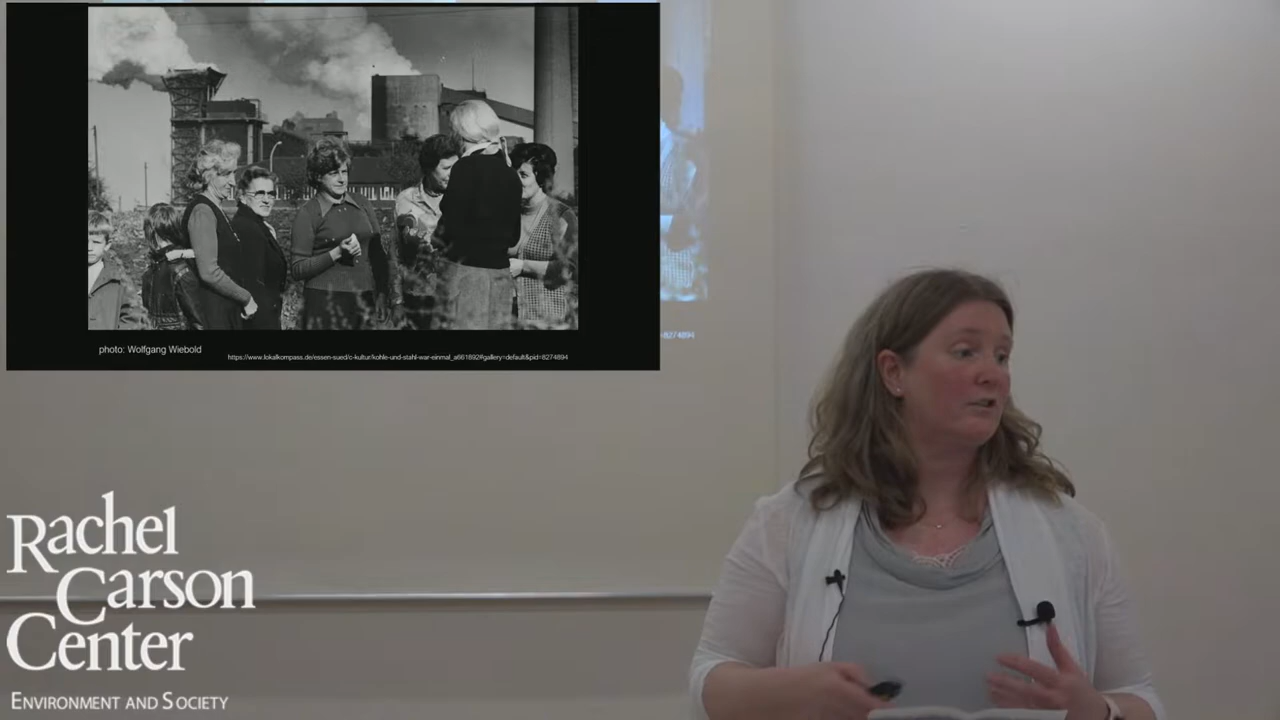 photo: Wolfgang Wiebold
https://www.lokalkompass.de/essen-sued/c-kultur/kohle-und-stahl-war-einmal_a661892#gallery=default&pid=8274894
8274894
Rachel
Carson
Center
ENVIRONMENT AND SOCIETY